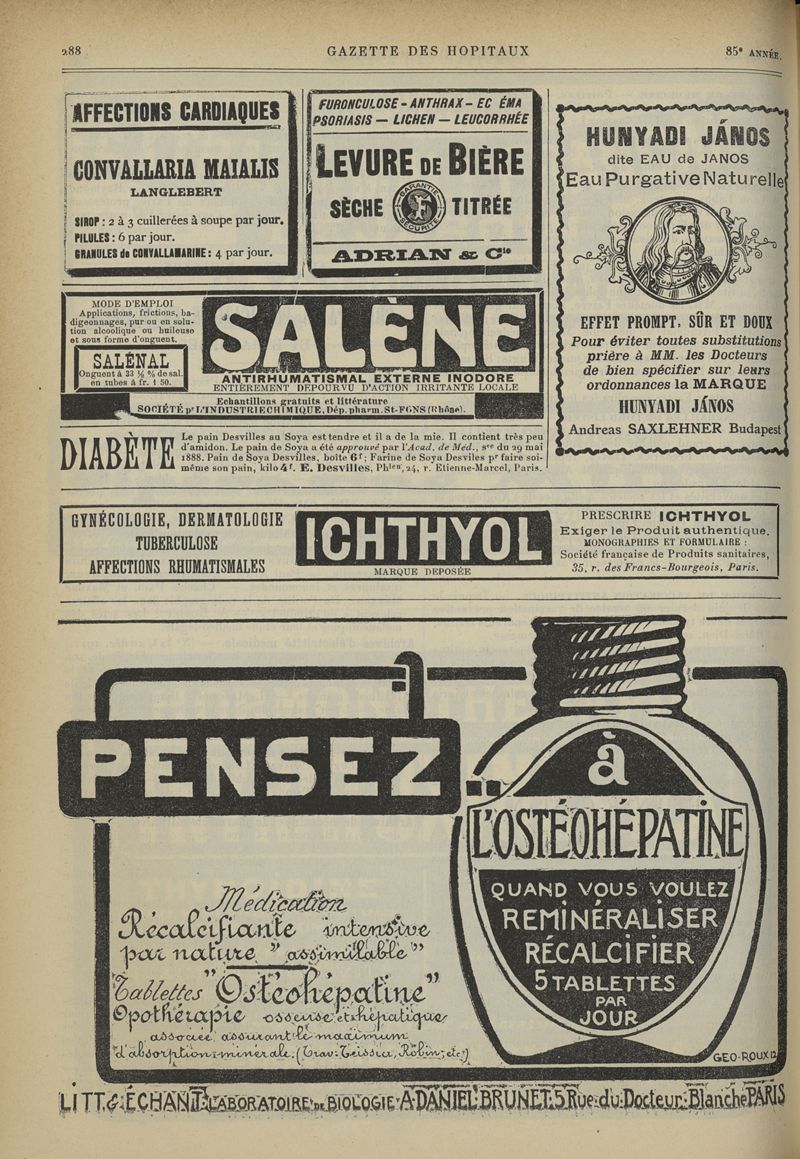 288
GAZETTE DES HOPITAUX
85e ANNÉE.
AFFECTIONS CARDIAQUES
CONVALLARIA MAIALIS
LANGLEBERT
SIROP : 2 à 3 cuillerées à soupe par jour.
PILULES : 6 par jour.
GRANULES de CONVALLAMARINE : 4 par jour.
FURONCULOSE - ANTHRAX - EC ÉMA
PSORIASIS — LICHEN — LEUCORRHÉE
LEVURE DE BIÈRE
SÈCHE
GARANTIE
SÉCURITÉ
TITRÉE
ADRIAN & Cie
HUNYADI JÁNOS
dite EAU de JANOS
Eau Purgative Naturelle
EFFET PROMPT, SÛR ET DOUX
Pour éviter toutes substitutions
prière à MM. les Docteurs
de bien spécifier sur leurs
ordonnances la MARQUE
HUNYADI JÁNOS
Andreas SAXLEHNER Budapest
MODE D'EMPLOI
Applications, frictions, ba-
digeonnages, pur ou en solu-
tion alcoolique ou huileuse
et sous forme d'onguent.
SALÉNAL
Onguent à 33 ⅓ % de sal.
en tubes à fr. 1 50.
SALÈNE
ANTIRHUMATISMAL EXTERNE INODORE
ENTIÈREMENT DÉPOURVU D'ACTION IRRITANTE LOCALE
Echantillons gratuits et littérature
SOCIÉTÉ pr L'INDUSTRIE CHIMIQUE, Dép. pharm. St-FONS (Rhône).
DIABÈTE
Le pain Desvilles au Soya est tendre et il a de la mie. Il contient très peu
d'amidon. Le pain de Soya a été approuvé par l'Acad. de Méd., sce du 29 mai
1888. Pain de Soya Desvilles, boîte 6f; Farine de Soya Desviles pr faire soi-
même son pain, kilo 4f. E. Desvilles, Phien, 24, r. Etienne-Marcel, Paris.
GYNÉCOLOGIE, DERMATOLOGIE
TUBERCULOSE
AFFECTIONS RHUMATISMALES
ICHTHYOL
MARQUE DEPOSÉE
PRESCRIRE ICHTHYOL
Exiger le Produit authentique.
MONOGRAPHIES ET FORMULAIRE :
Société française de Produits sanitaires,
35, r. des Francs-Bourgeois, Paris.
PENSEZ
à
L'OSTÉOHÉPATINE
QUAND VOUS VOULEZ
REMINÉRALISER
RÉCALCIFIER
5 TABLETTES
PAR
JOUR
GEO-ROUX 12
Médication
Récalcifiante intensive
par nature "assimilable"
Tablettes "Ostéohépatine"
Opothérapie osseuse et hépatique
associée, assurant le maximum
d'absorption minérale. (Trav: Teissier, Robin, etc.)
LITT. & ÉCHANT: LABORATOIRE DE BIOLOGIE A. DANIEL BRUNET. 5 Rue du Docteur Blanche PARIS